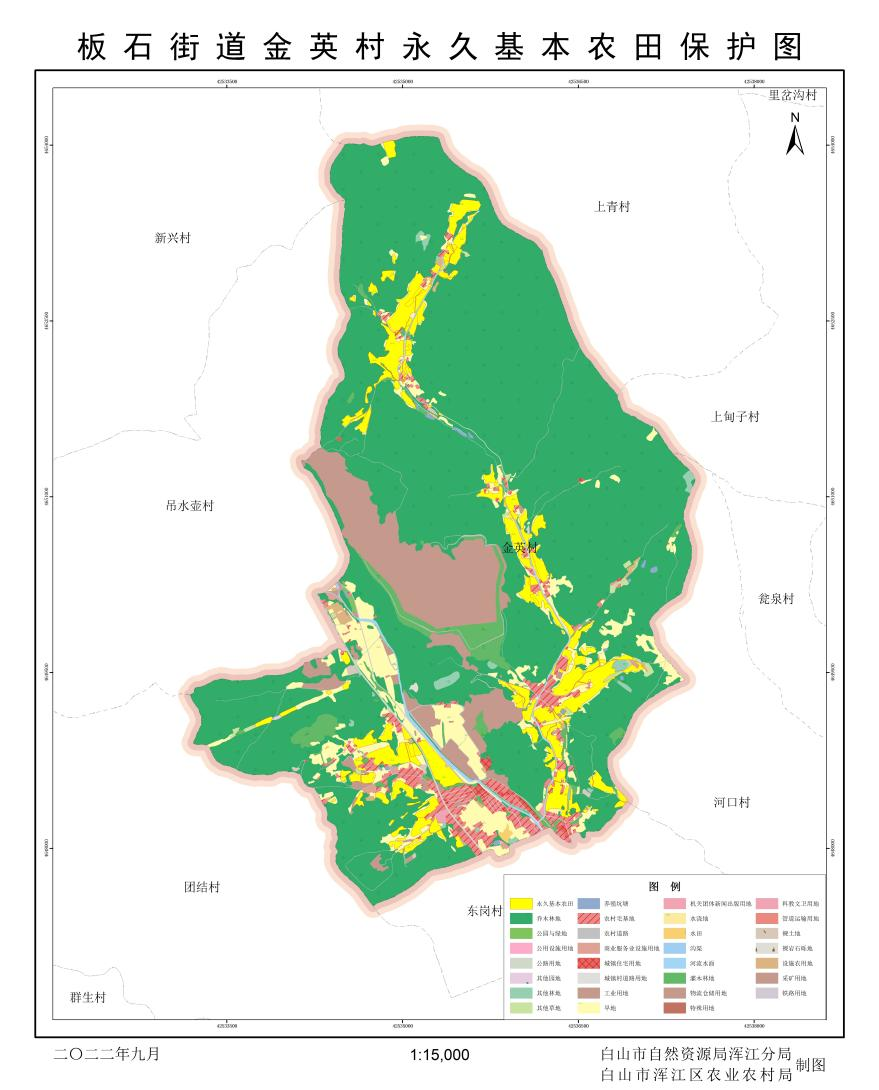 板石街道金英村永久基本农田保护图
42533500 42535000 42536500 42538000
里岔沟村
N
上青村
新兴村
上甸子村
吊水壶村
金英村
瓮泉村
河口村
团结村
东岗村
群生村
图 例
永久基本农田 养殖坑塘 机关团体新闻出版用地 科教文卫用地
乔木林地 农村宅基地 水浇地 管道运输用地
公园与绿地 农村道路 水田 裸土地
公用设施用地 商业服务业设施用地 沟渠 裸岩石砾地
公路用地 城镇住宅用地 河流水面 设施农用地
其他园地 城镇村道路用地 灌木林地 采矿用地
其他林地 工业用地 物流仓储用地 铁路用地
其他草地 旱地 特殊用地
42533500 42535000 42536500 42538000
二〇二二年九月
1:15,000
白山市自然资源局浑江分局
白山市浑江区农业农村局
制图